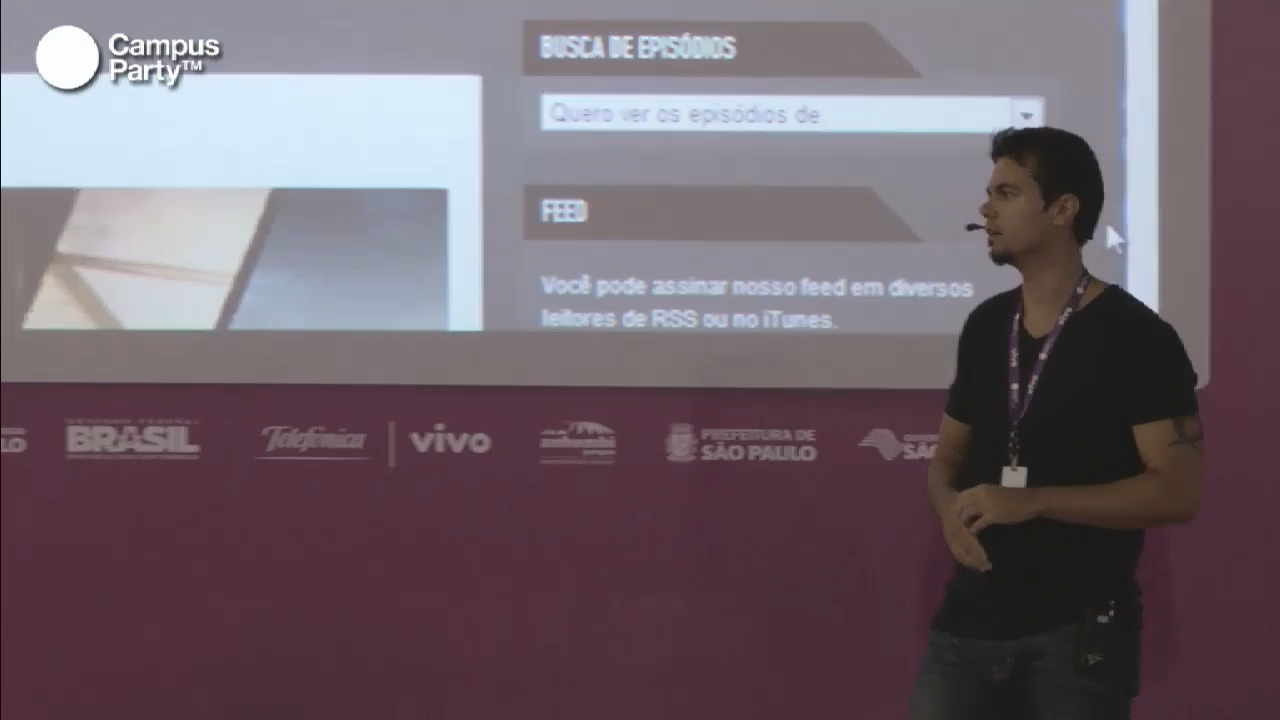 Campus
Party™
BUSCA DE EPISÓDIOS
Quero ver os episódios de
FEED
Você pode assinar nosso feed em diversos
leitores de RSS ou no iTunes.
BRASIL
Telefónica
vivo
PREFEITURA DE
SÃO PAULO